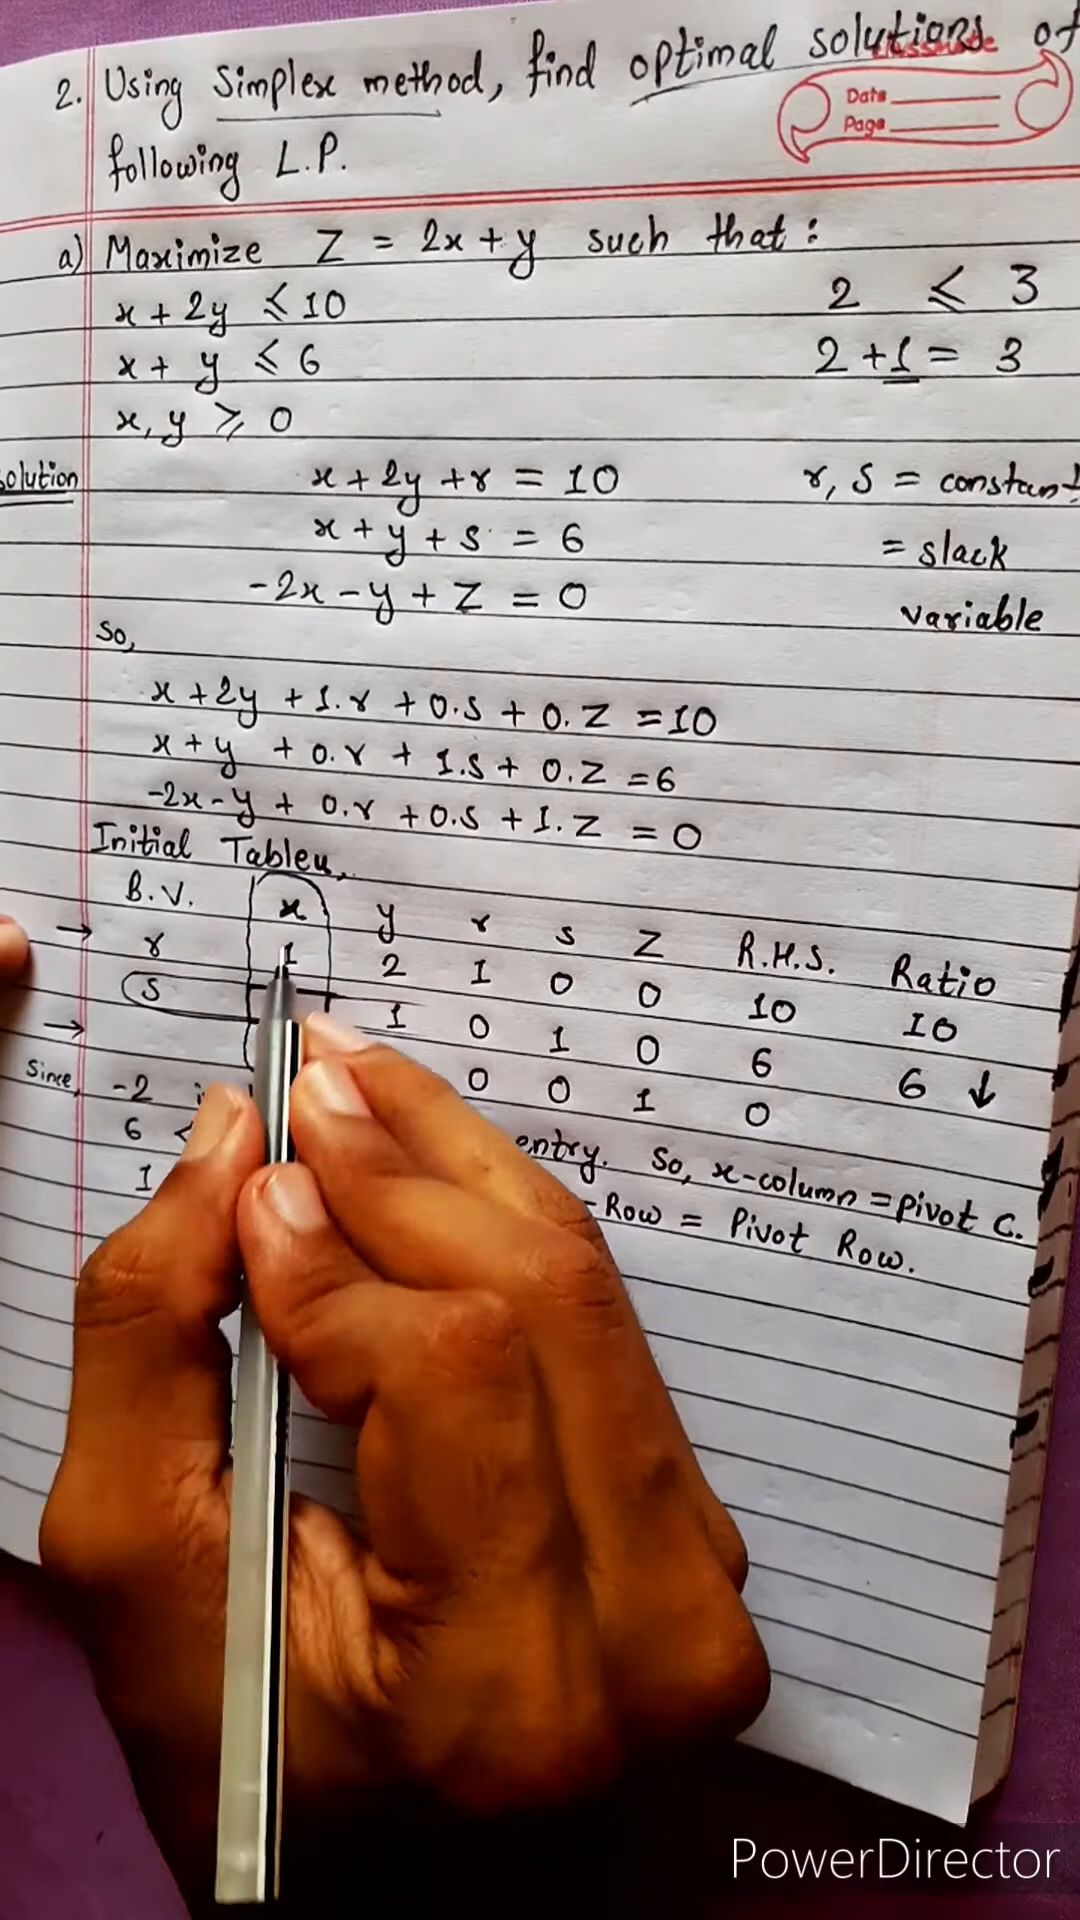 2. Using Simplex method, find optimal solutions of
following L.P.
Date
Page
a) Maximize Z = 2x + y such that :
x + 2y ⩽ 10
x + y ⩽ 6
x, y ⩾ 0
2 ⩽ 3
2 + 1 = 3
solution
x + 2y + r = 10
x + y + s = 6
-2x - y + Z = 0
r, s = constant
= slack
variable
So,
x + 2y + 1.r + 0.s + 0.Z = 10
x + y + 0.r + 1.s + 0.Z = 6
-2x - y + 0.r + 0.s + 1.Z = 0
Initial Tableu,
B.V. x y r s Z R.H.S. Ratio
→ r 1 2 1 0 0 10 10
s 1 0 1 0 6 6 ↓
→ 0 0 1 0
Since, -2 entry. So, x-column = pivot C.
6 < -Row = Pivot Row.
1
PowerDirector